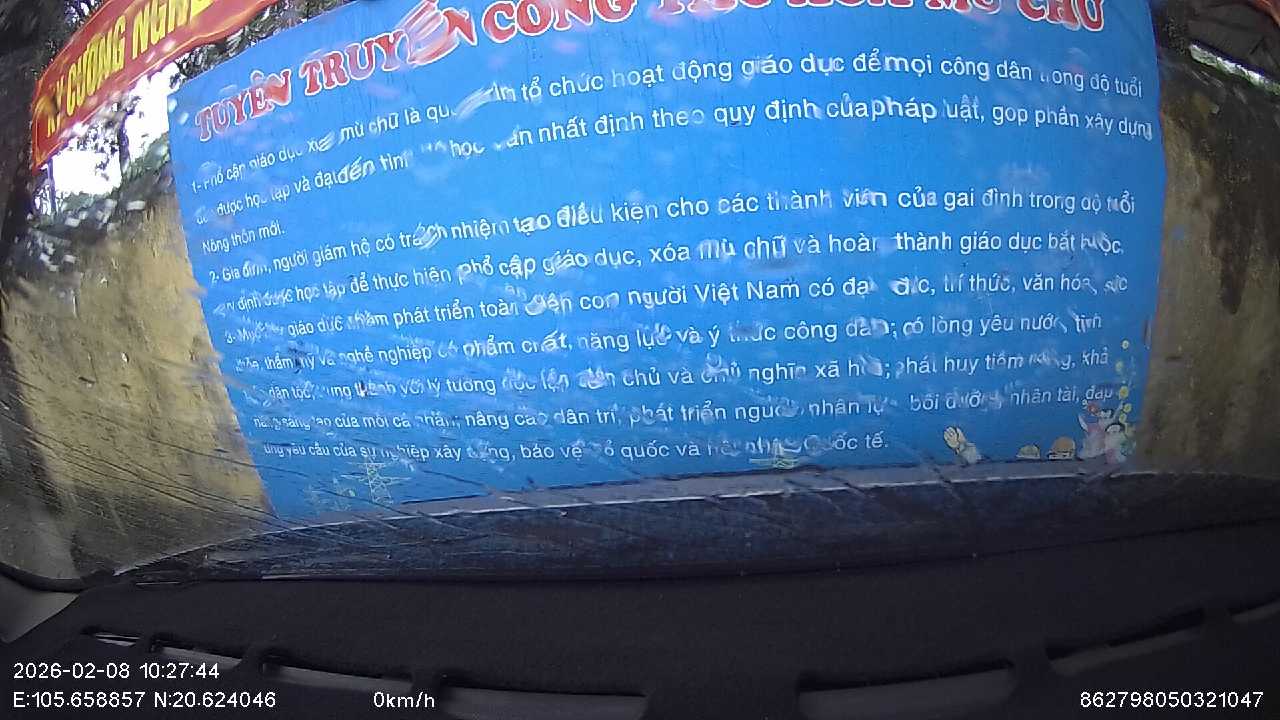 KỶ CƯƠNG NGH
TUYÊN TRUYỀN CÔNG TÁC XÓA MÙ CHỮ
1- Phổ cập giáo dục xóa mù chữ là quá trình tổ chức hoạt động giáo dục để mọi công dân trong độ tuổi
được học tập và đạt đến trình độ học vấn nhất định theo quy định của pháp luật, góp phần xây dựng
Nông thôn mới.
2- Gia đình, người giám hộ có trách nhiệm tạo điều kiện cho các thành viên của gai đình trong độ tuổi
quy định được học tập để thực hiện phổ cập giáo dục, xóa mù chữ và hoàn thành giáo dục bắt buộc.
3- Mục giáo dục nhằm phát triển toàn diện con người Việt Nam có đạo đức, trí thức, văn hóa, sức
thẩm mỹ và nghề nghiệp có phẩm chất, năng lực và ý thức công dân; có lòng yêu nước, tinh
dân tộc, trung thành với lý tưởng độc lập dân chủ và chủ nghĩa xã hội; phát huy tiềm năng, khả
năng sáng tạo của mỗi cá nhân; nâng cao dân trí, phát triển nguồn nhân lực, bồi dưỡng nhân tài, đáp
ứng yêu cầu của sự nghiệp xây dựng, bảo vệ tổ quốc và hội nhập Quốc tế.
2026-02-08 10:27:44
E:105.658857 N:20.624046 0km/h 862798050321047